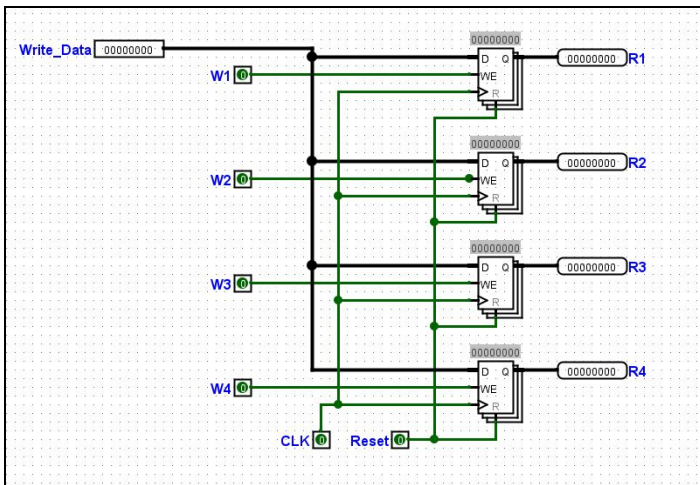 00000000
Write_Data 00000000 D Q 00000000 R1
W1 0 WE
R
00000000
D Q 00000000 R2
W2 0 WE
R
00000000
D Q 00000000 R3
W3 0 WE
R
00000000
D Q 00000000 R4
W4 0 WE
R
CLK 0 Reset 0